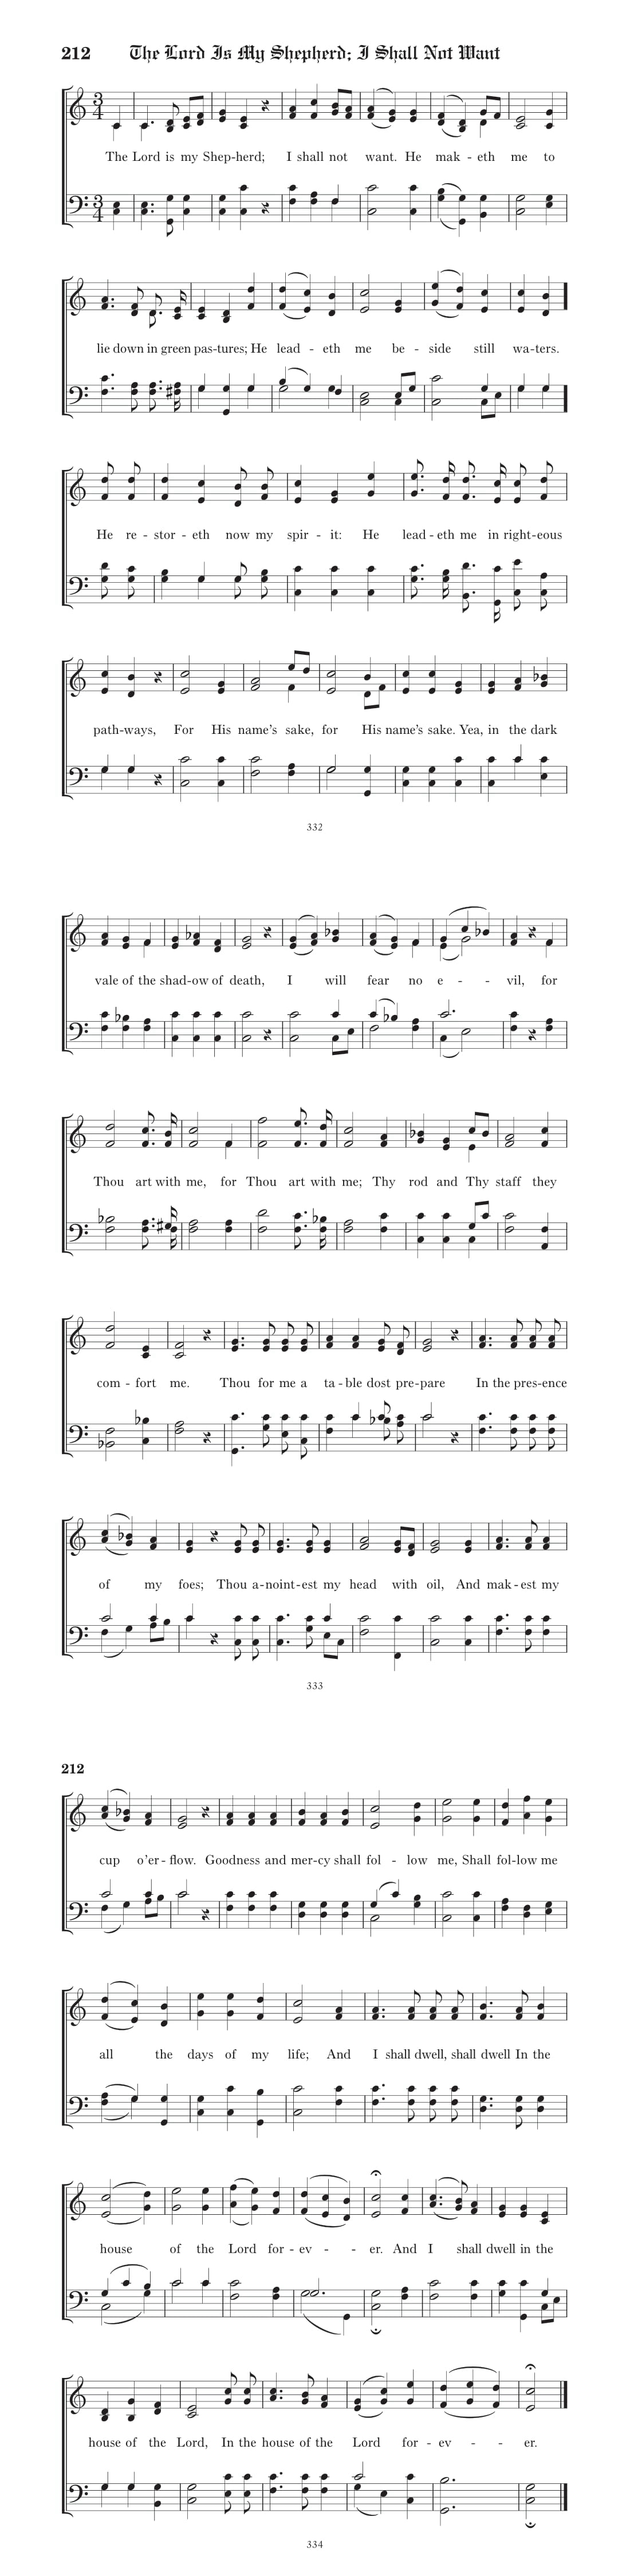 212 The Lord Is My Shepherd; I Shall Not Want
The Lord is my Shep-herd; I shall not want. He mak - eth me to
lie down in green pas-tures; He lead - eth me be - side still wa-ters.
He re - stor - eth now my spir - it: He lead - eth me in right-eous
path-ways, For His name's sake, for His name's sake. Yea, in the dark
332
vale of the shad-ow of death, I will fear no e - - vil, for
Thou art with me, for Thou art with me; Thy rod and Thy staff they
com - fort me. Thou for me a ta - ble dost pre-pare In the pres-ence
of my foes; Thou a-noint-est my head with oil, And mak-est my
333
212
cup o'er-flow. Goodness and mer-cy shall fol - low me, Shall fol-low me
all the days of my life; And I shall dwell, shall dwell In the
house of the Lord for - ev - - er. And I shall dwell in the
house of the Lord, In the house of the Lord for - ev - - er.
334